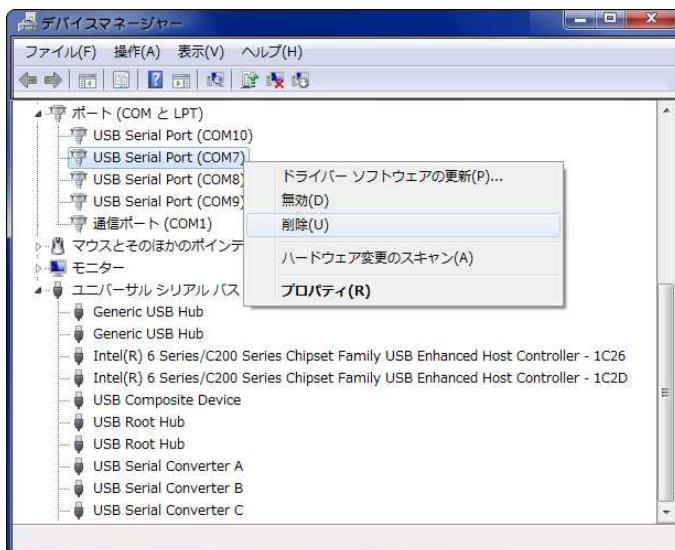 デバイスマネージャー
ファイル(F) 操作(A) 表示(V) ヘルプ(H)
ポート (COM と LPT)
USB Serial Port (COM10)
USB Serial Port (COM7)
USB Serial Port (COM8)
USB Serial Port (COM9)
通信ポート (COM1)
マウスとそのほかのポインテ
モニター
ユニバーサル シリアル バス
ドライバー ソフトウェアの更新(P)...
無効(D)
削除(U)
ハードウェア変更のスキャン(A)
プロパティ(R)
Generic USB Hub
Generic USB Hub
Intel(R) 6 Series/C200 Series Chipset Family USB Enhanced Host Controller - 1C26
Intel(R) 6 Series/C200 Series Chipset Family USB Enhanced Host Controller - 1C2D
USB Composite Device
USB Root Hub
USB Root Hub
USB Serial Converter A
USB Serial Converter B
USB Serial Converter C